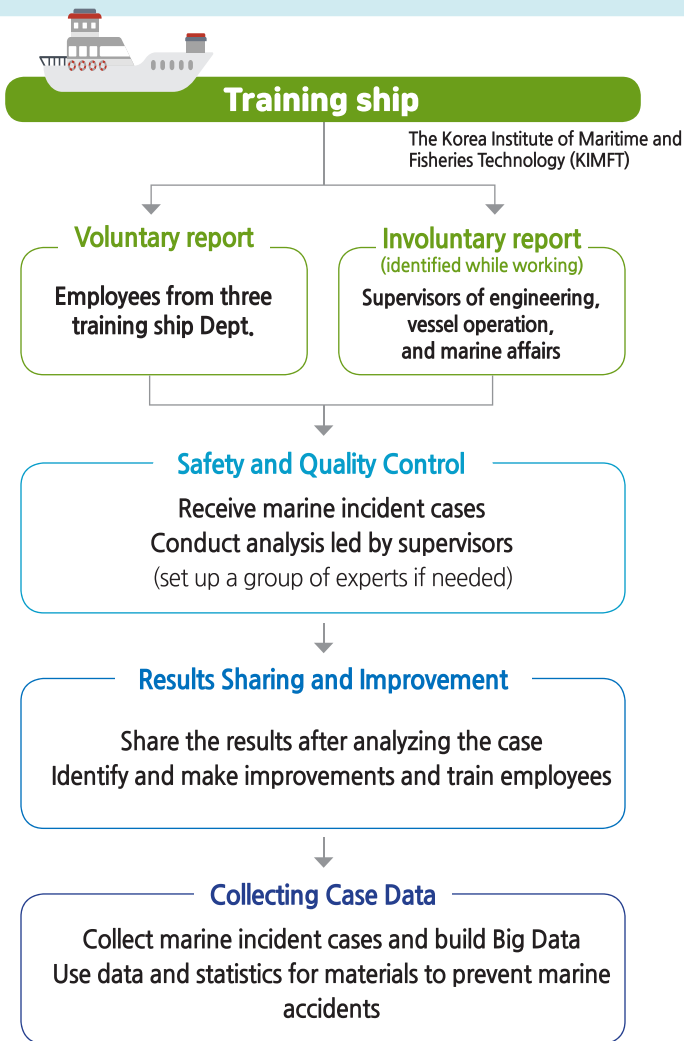 Training ship
The Korea Institute of Maritime and
Fisheries Technology (KIMFT)
Voluntary report
Employees from three
training ship Dept.
Involuntary report
(identified while working)
Supervisors of engineering,
vessel operation,
and marine affairs
Safety and Quality Control
Receive marine incident cases
Conduct analysis led by supervisors
(set up a group of experts if needed)
Results Sharing and Improvement
Share the results after analyzing the case
Identify and make improvements and train employees
Collecting Case Data
Collect marine incident cases and build Big Data
Use data and statistics for materials to prevent marine
accidents